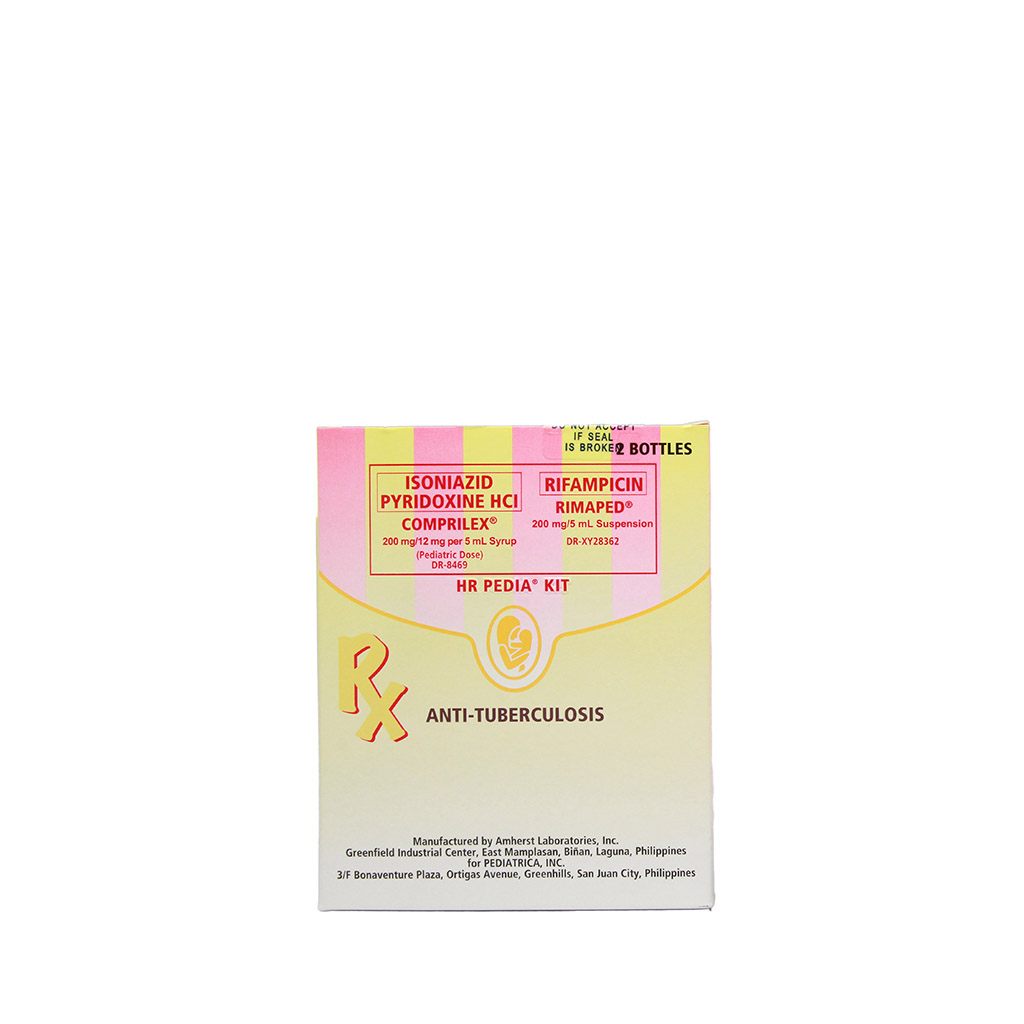 DO NOT ACCEPT
IF SEAL
IS BROKEN
2 BOTTLES
ISONIAZID
PYRIDOXINE HCl
COMPRILEX®
200 mg/12 mg per 5 mL Syrup
(Pediatric Dose)
DR-8469
RIFAMPICIN
RIMAPED®
200 mg/5 mL Suspension
DR-XY28362
HR PEDIA® KIT
Rx
ANTI-TUBERCULOSIS
Manufactured by Amherst Laboratories, Inc.
Greenfield Industrial Center, East Mamplasan, Biñan, Laguna, Philippines
for PEDIATRICA, INC.
3/F Bonaventure Plaza, Ortigas Avenue, Greenhills, San Juan City, Philippines